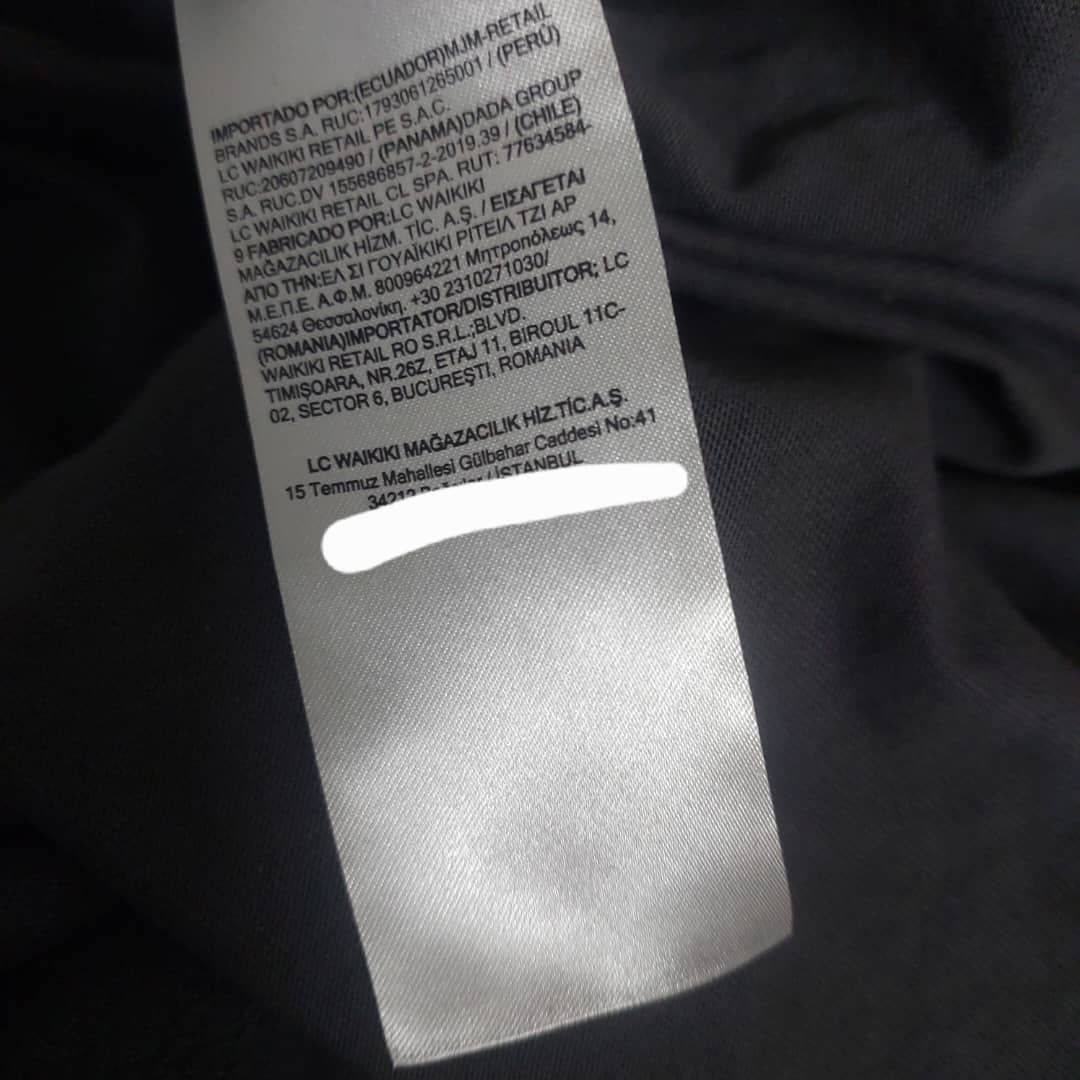 IMPORTADO POR:(ECUADOR)MJM-RETAIL
BRANDS S.A. RUC:1793061265001 / (PERÚ)
LC WAIKIKI RETAIL PE S.A.C.
RUC:20607209490 / (PANAMA)DADA GROUP
S.A. RUC.DV 155686857-2-2019.39 / (CHILE)
LC WAIKIKI RETAIL CL SPA. RUT: 77634584-
9 FABRICADO POR:LC WAIKIKI
MAĞAZACILIK HİZM. TİC. A.Ş. / ΕΙΣΑΓΕΤΑΙ
ΑΠΟ ΤΗΝ:ΕΛ ΣΙ ΓΟΥΑΪΚΙΚΙ ΡΙΤΕΙΛ ΤΖΙ ΑΡ
Μ.Ε.Π.Ε. Α.Φ.Μ. 800964221 Μητροπόλεως 14,
54624 Θεσσαλονίκη. +30 2310271030/
(ROMANIA)IMPORTATOR/DISTRIBUITOR; LC
WAIKIKI RETAIL RO S.R.L.:BLVD.
TIMIȘOARA, NR.26Z, ETAJ 11, BIROUL 11C-
02, SECTOR 6, BUCUREȘTI, ROMANIA
LC WAIKIKI MAĞAZACILIK HİZ.TİC.A.Ş.
15 Temmuz Mahallesi Gülbahar Caddesi No:41
34212 / İSTANBUL